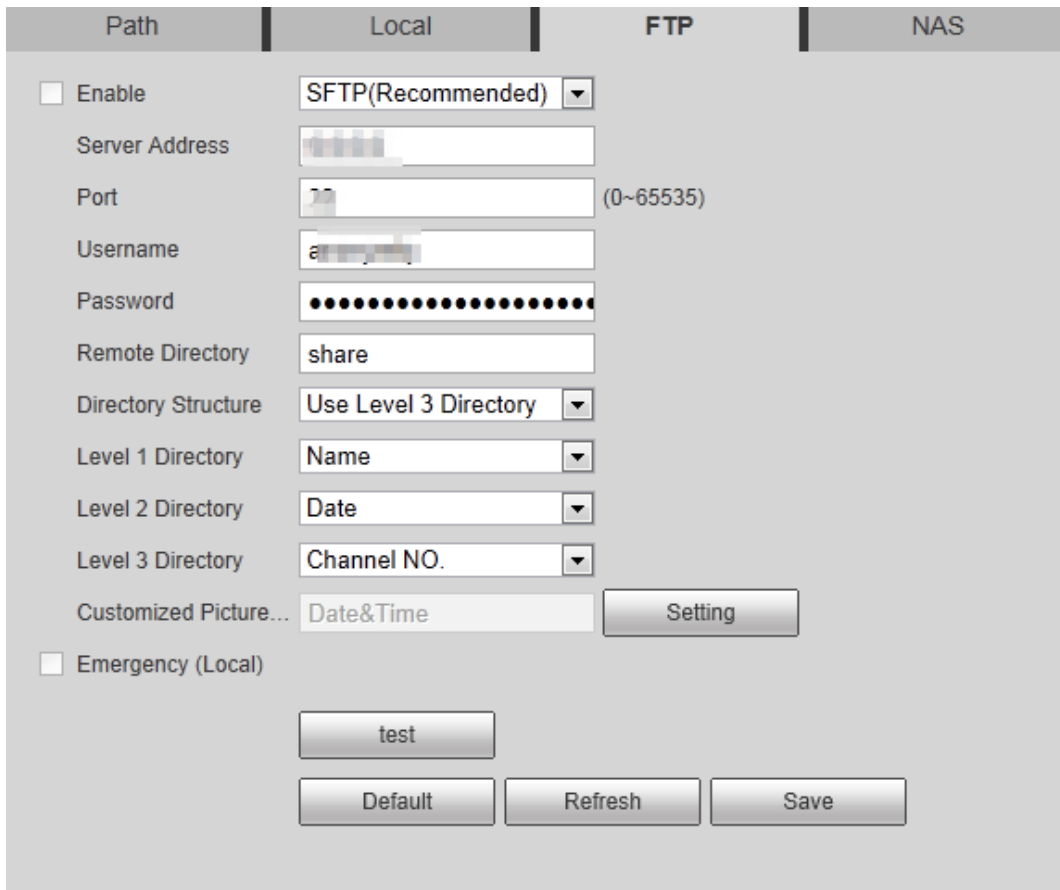 Path Local FTP NAS
Enable SFTP(Recommended)
Server Address
Port (0~65535)
Username
Password ••••••••••••••••••••
Remote Directory share
Directory Structure Use Level 3 Directory
Level 1 Directory Name
Level 2 Directory Date
Level 3 Directory Channel NO.
Customized Picture... Date&Time Setting
Emergency (Local)
test
Default Refresh Save